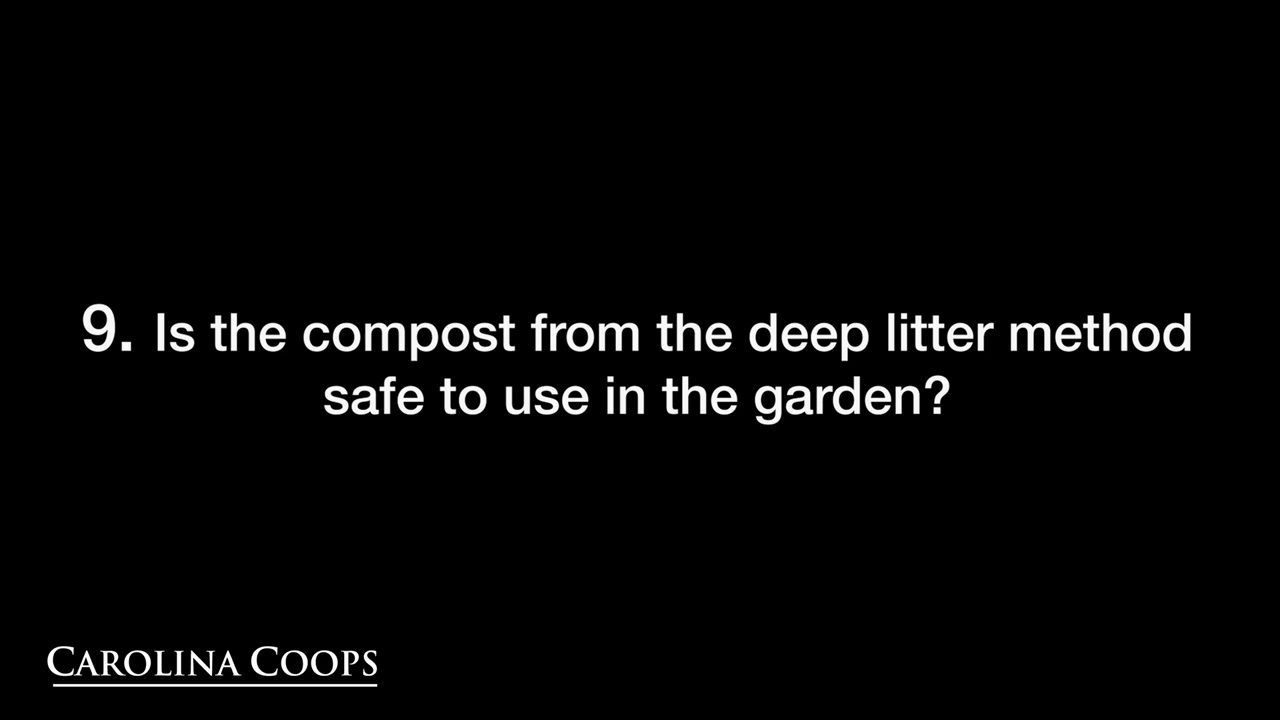 9. Is the compost from the deep litter method
safe to use in the garden?
CAROLINA COOPS